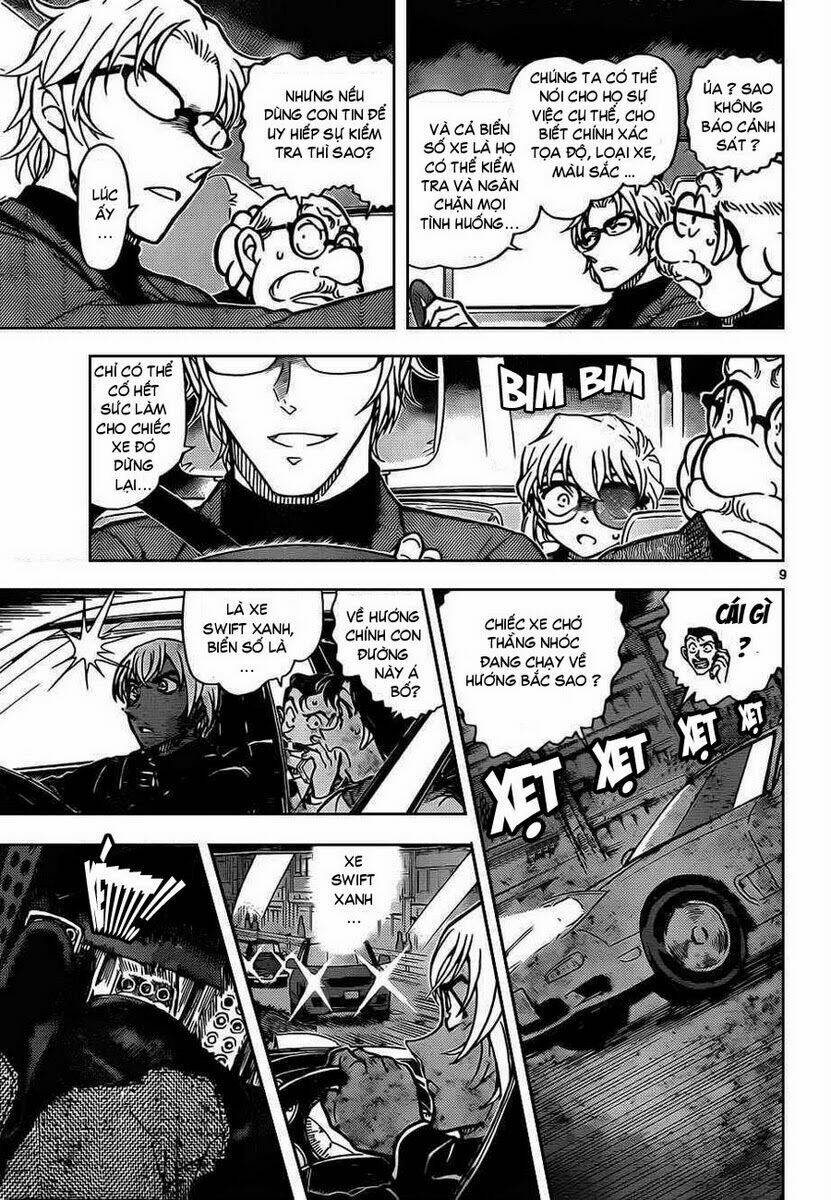 ỦA ? SAO
KHÔNG
BÁO CẢNH
SÁT ?
CHÚNG TA CÓ THỂ
NÓI CHO HỌ SỰ
VIỆC CỤ THỂ, CHO
BIẾT CHÍNH XÁC
TỌA ĐỘ, LOẠI XE,
MÀU SẮC ...
VÀ CẢ BIỂN
SỐ XE LÀ HỌ
CÓ THỂ KIỂM
TRA VÀ NGĂN
CHẶN MỌI
TÌNH HUỐNG...
NHƯNG NẾU
DÙNG CON TIN ĐỂ
UY HIẾP SỰ KIỂM
TRA THÌ SAO?
LÚC
ẤY
...
BIM BIM
CHỈ CÓ THỂ
CỐ HẾT
SỨC LÀM
CHO CHIẾC
XE ĐÓ
DỪNG
LẠI...
9
CÁI GÌ
?
CHIẾC XE CHỞ
THẰNG NHÓC
ĐANG CHẠY VỀ
HƯỚNG BẮC SAO ?
XẸT XẸT XẸT XẸT
VỀ HƯỚNG
CHÍNH CON
ĐƯỜNG
NÀY Á
BỐ?
LÀ XE
SWIFT XANH,
BIỂN SỐ LÀ
...
XE
SWIFT
XANH
...